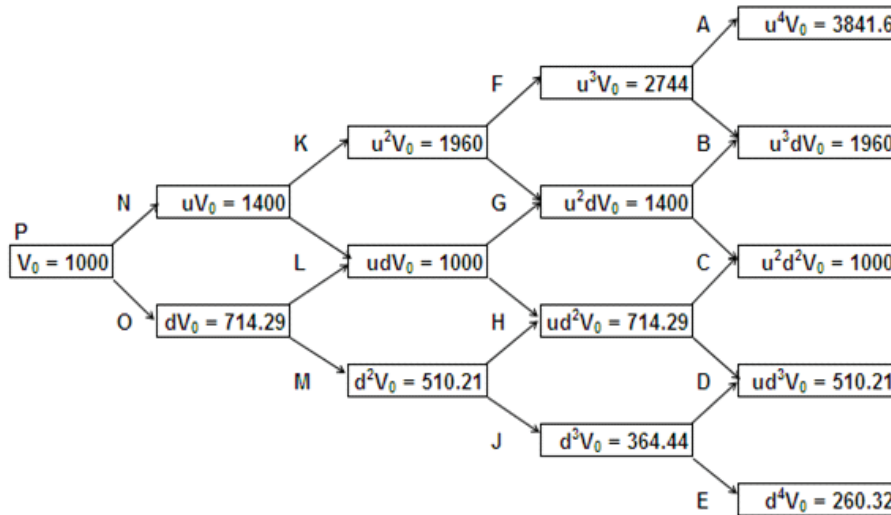 A
u⁴V₀ = 3841.6
F
u³V₀ = 2744
K
u²V₀ = 1960
B
u³dV₀ = 1960
N
uV₀ = 1400
G
u²dV₀ = 1400
P
V₀ = 1000
L
udV₀ = 1000
C
u²d²V₀ = 1000
O
dV₀ = 714.29
H
ud²V₀ = 714.29
M
d²V₀ = 510.21
D
ud³V₀ = 510.21
J
d³V₀ = 364.44
E
d⁴V₀ = 260.32